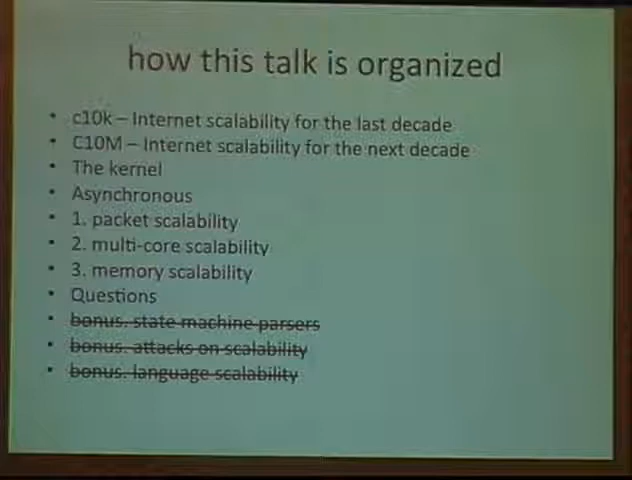 how this talk is organized
• c10k – Internet scalability for the last decade
• C10M – Internet scalability for the next decade
• The kernel
• Asynchronous
• 1. packet scalability
• 2. multi-core scalability
• 3. memory scalability
• Questions
• bonus. state machine parsers
• bonus. attacks on scalability
• bonus. language scalability